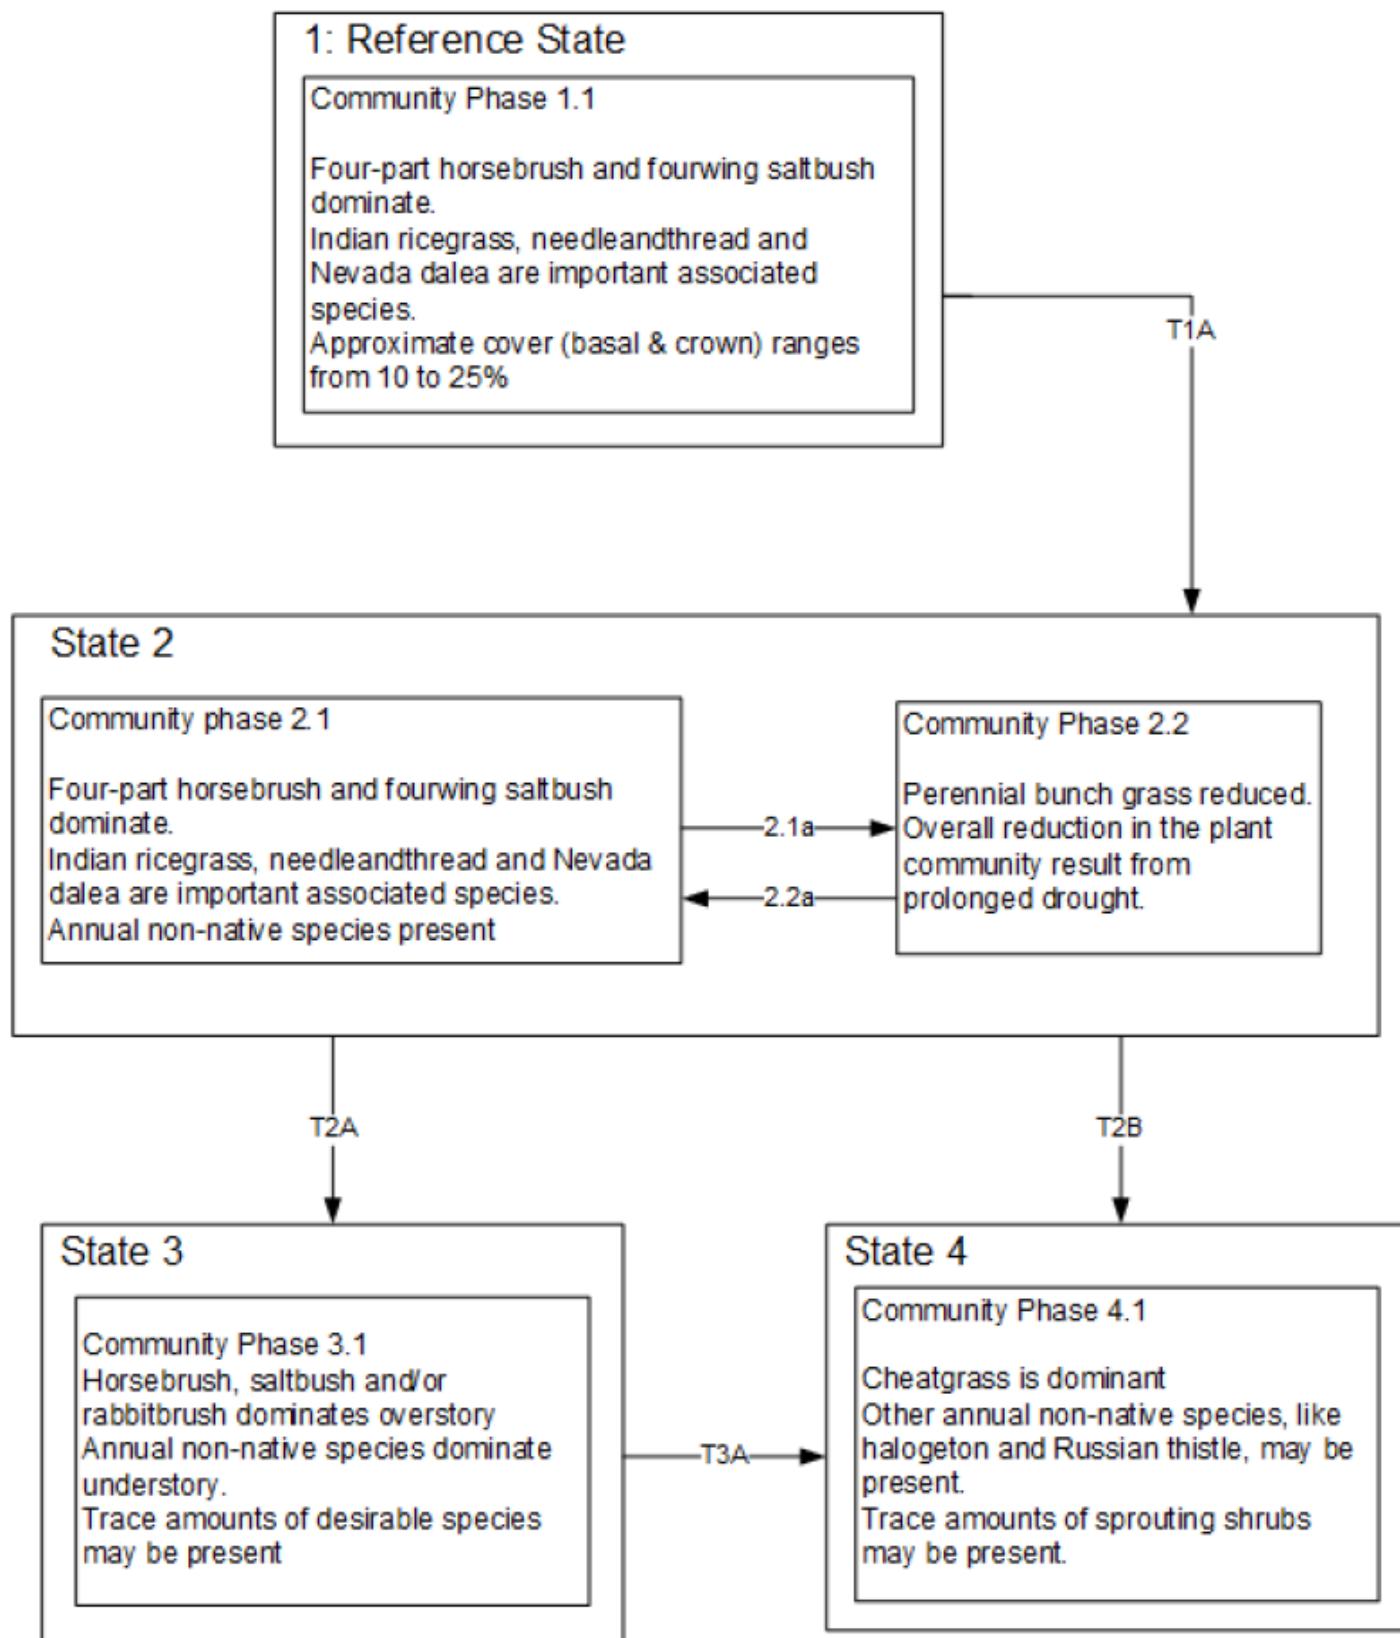 1: Reference State
Community Phase 1.1
Four-part horsebrush and fourwing saltbush
dominate.
Indian ricegrass, needleandthread and
Nevada dalea are important associated
species.
Approximate cover (basal & crown) ranges
from 10 to 25%
T1A
State 2
Community phase 2.1
Four-part horsebrush and fourwing saltbush
dominate.
Indian ricegrass, needleandthread and Nevada
dalea are important associated species.
Annual non-native species present
2.1a
2.2a
Community Phase 2.2
Perennial bunch grass reduced.
Overall reduction in the plant
community result from
prolonged drought.
T2A
T2B
State 3
Community Phase 3.1
Horsebrush, saltbush and/or
rabbitbrush dominates overstory
Annual non-native species dominate
understory.
Trace amounts of desirable species
may be present
T3A
State 4
Community Phase 4.1
Cheatgrass is dominant
Other annual non-native species, like
halogeton and Russian thistle, may be
present.
Trace amounts of sprouting shrubs
may be present.